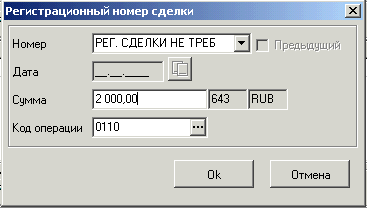 Регистрационный номер сделки
Номер РЕГ. СДЕЛКИ НЕ ТРЕБ Предыдущий
Дата __.__.____
Сумма 2 000,00 643 RUB
Код операции 0110 ...
Ok Отмена